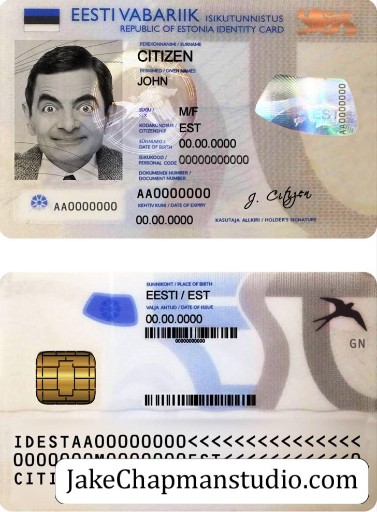 EESTI VABARIIK ISIKUTUNNISTUS
REPUBLIC OF ESTONIA IDENTITY CARD
PEREKONNANIMI / SURNAME
CITIZEN
EESNIMED / GIVEN NAMES
JOHN
SUGU / SEX M/F
KODAKONDSUS / CITIZENSHIP EST
SÜNNIAEG / DATE OF BIRTH 00.00.0000
ISIKUKOOD / PERSONAL CODE 00000000000
DOKUMENDI NUMBER / DOCUMENT NUMBER
AA0000000
AA0000000
KEHTIV KUNI / DATE OF EXPIRY
00.00.0000
J. Citizen
KASUTAJA ALLKIRI / HOLDER'S SIGNATURE
EST
AA0000000
SÜNNIKOHT / PLACE OF BIRTH
EESTI / EST
VÄLJA ANTUD / DATE OF ISSUE
00.00.0000
00000000000
GN
IDESTAA00000000<<<<<<<<<<<<<<<
CITI
JakeChapmanstudio.com